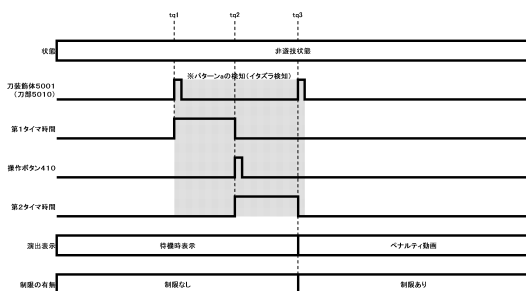 tq1 tq2 tq3
状態 非遊技状態
※パターンaの検知(イタズラ検知)
刀装飾体5001
(刀部5010)
第1タイマ時間
操作ボタン410
第2タイマ時間
演出表示 待機時表示 ペナルティ動画
制限の有無 制限なし 制限あり